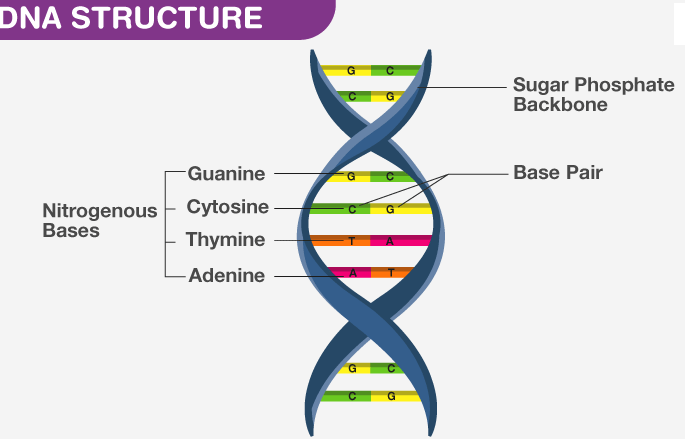 DNA STRUCTURE
G C
C G
Sugar Phosphate
Backbone
Guanine
G C
Base Pair
Nitrogenous
Bases
Cytosine
C G
Thymine
T A
Adenine
A T
G C
C G